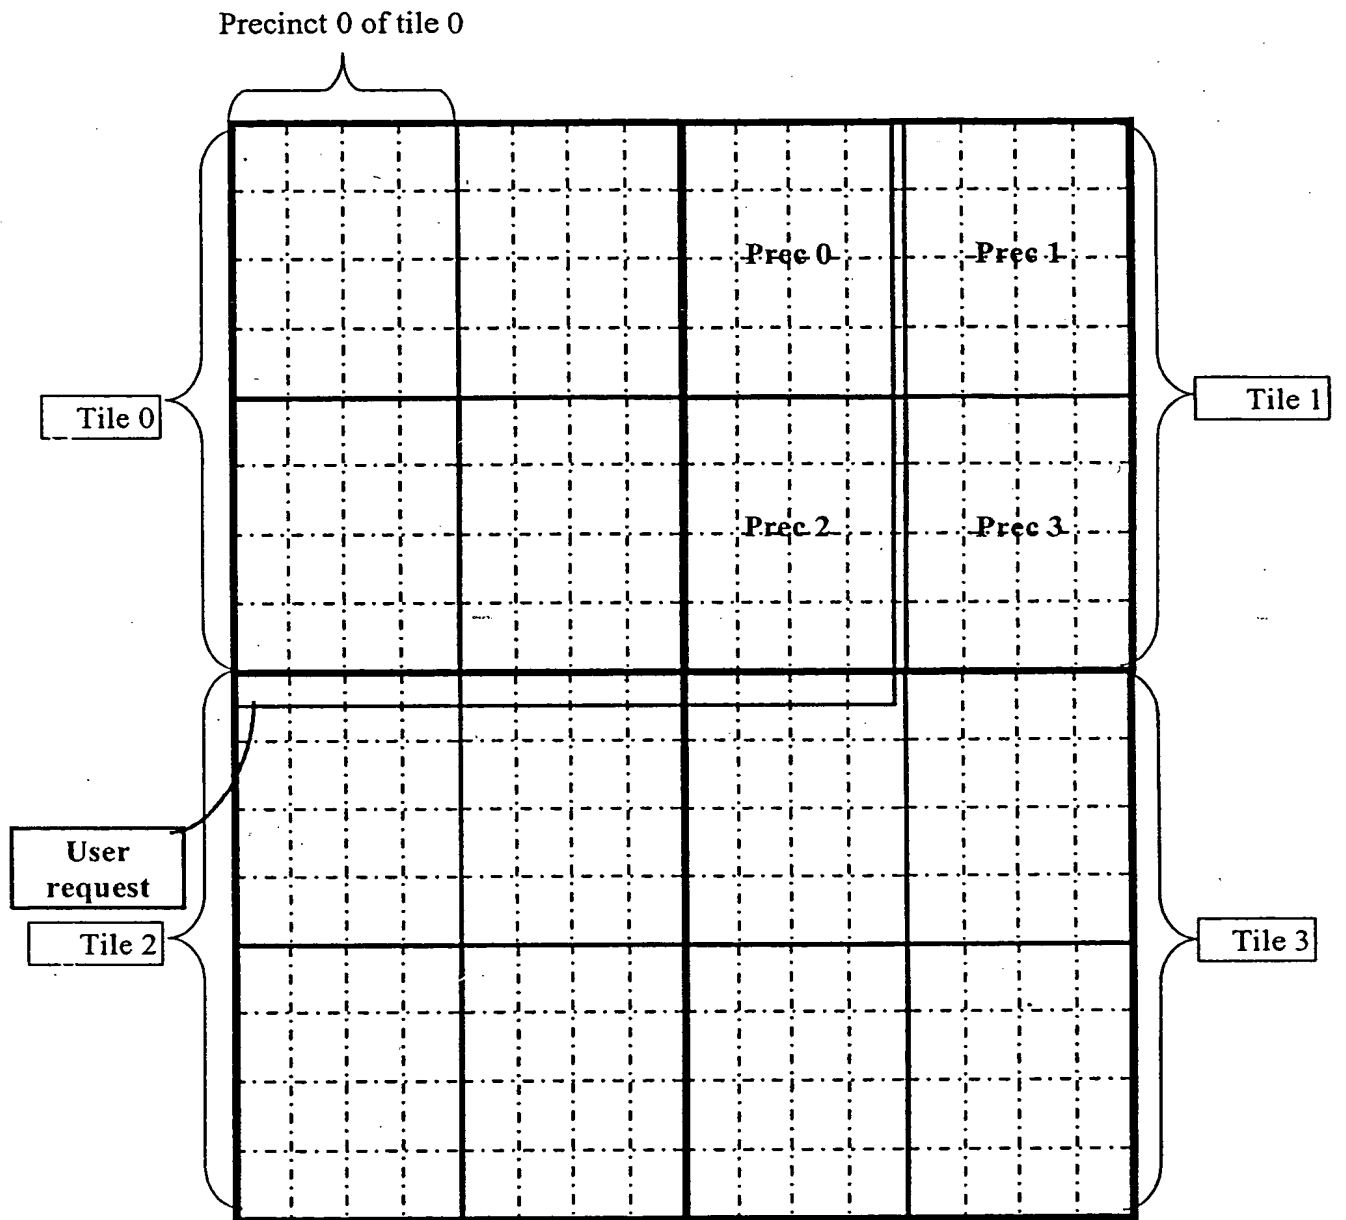 Precinct 0 of tile 0
Prec 0
Prec 1
Tile 0
Tile 1
Prec 2
Prec 3
User
request
Tile 2
Tile 3